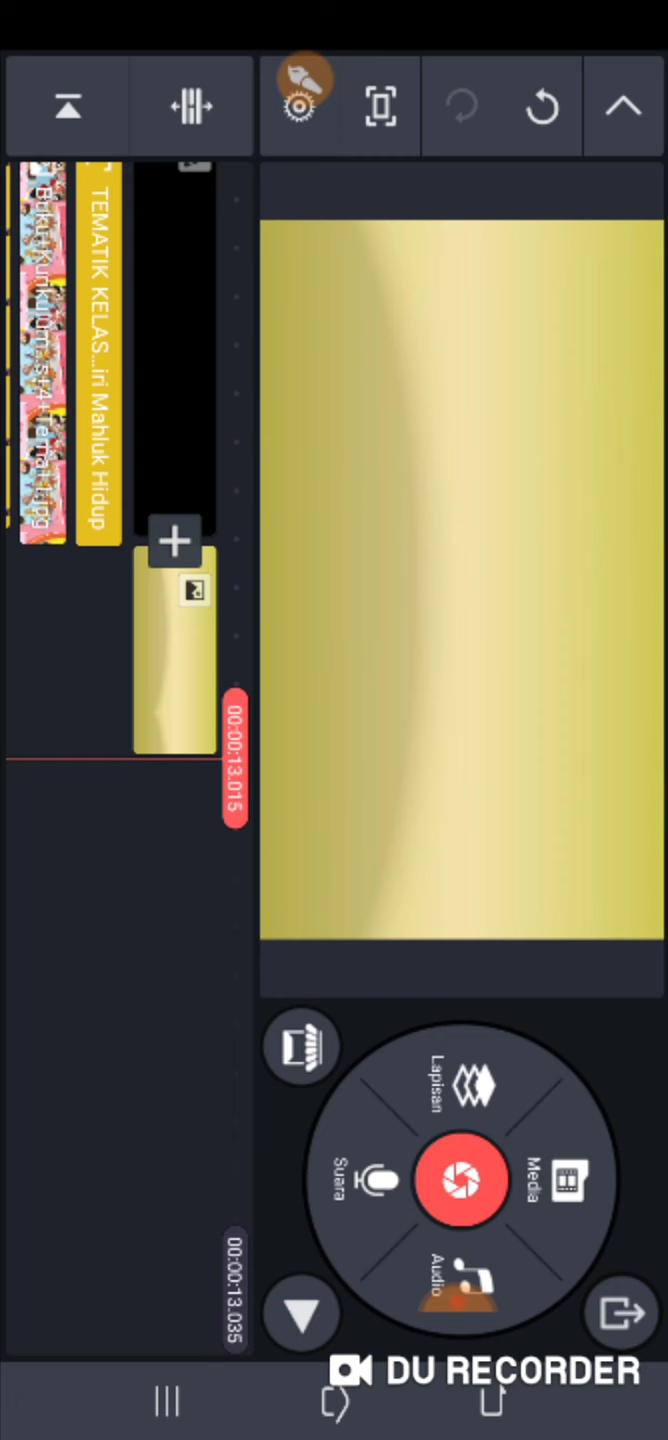 Media
Lapisan
Audio
Suara
00:00:13.015
00:00:13.035
TEMATIK KELAS...iri Mahluk Hidup
DU RECORDER